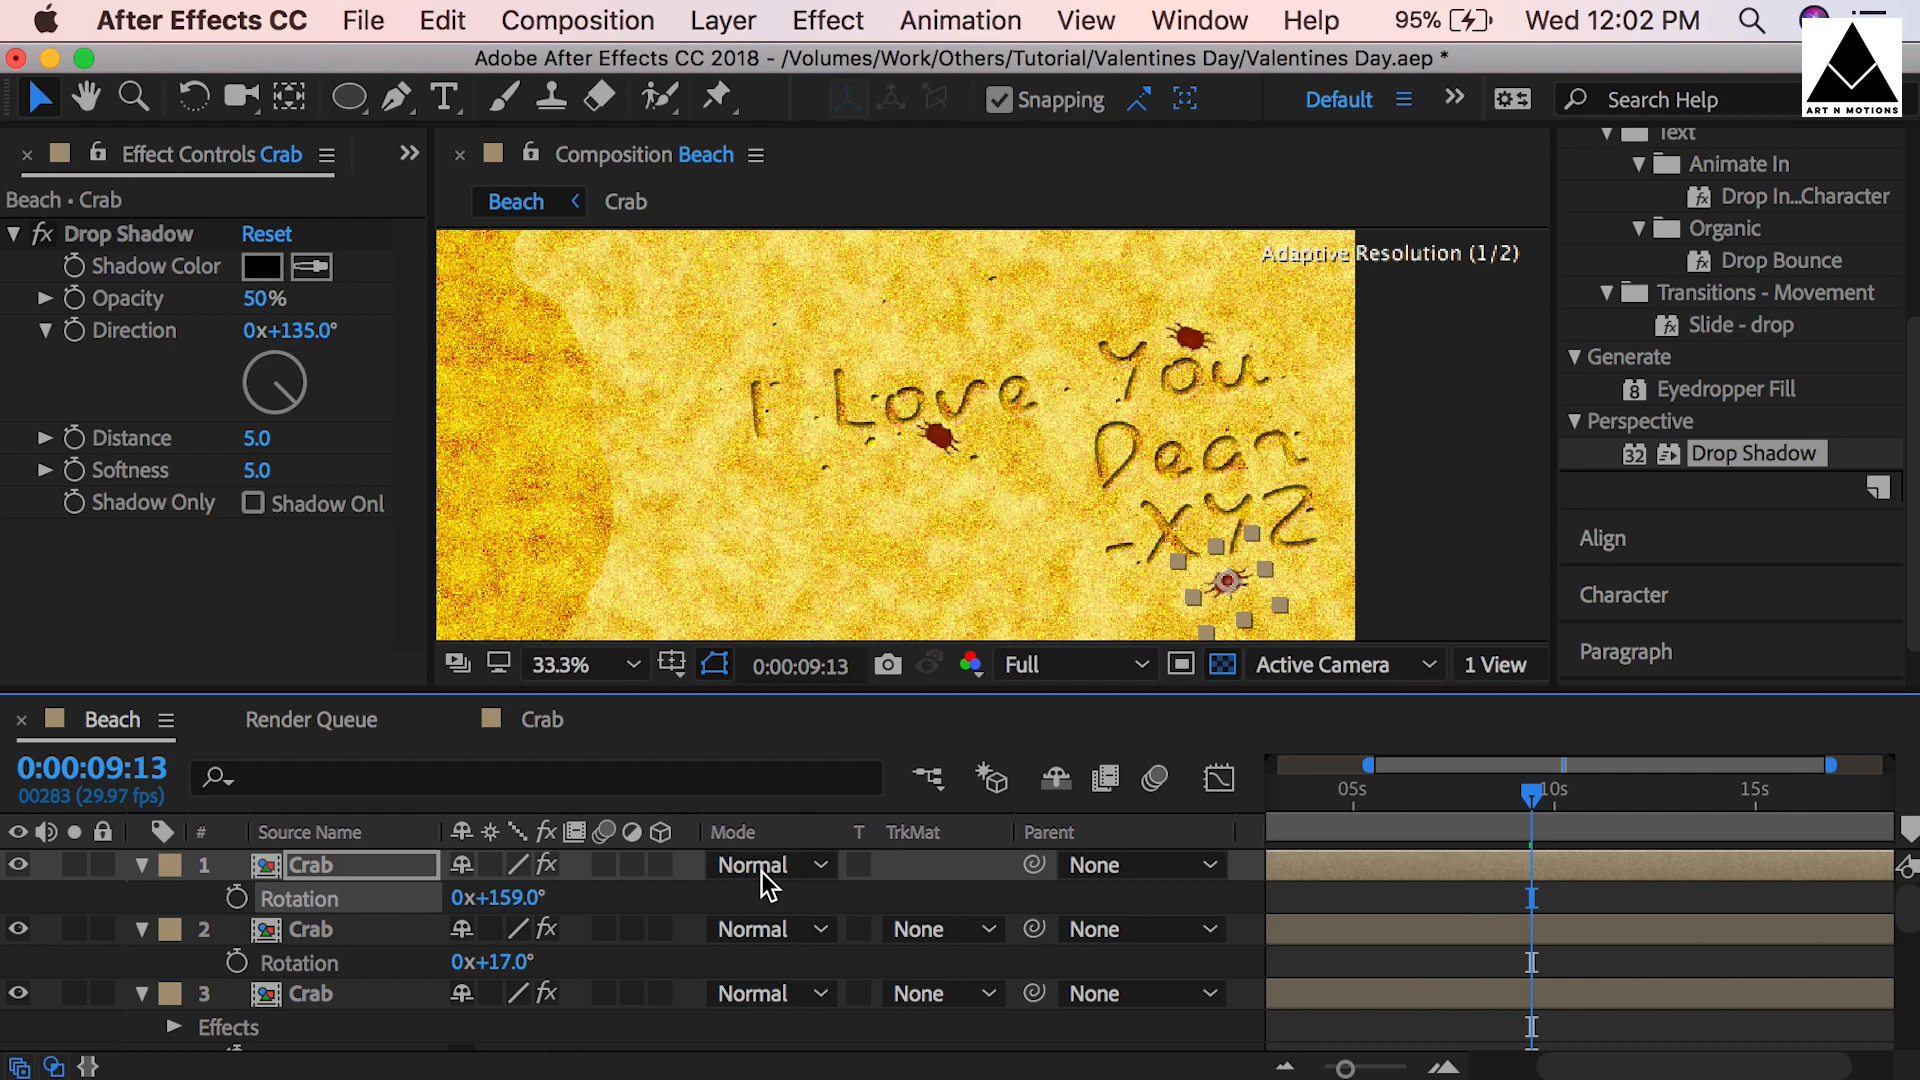 After Effects CC File Edit Composition Layer Effect Animation View Window Help 95% Wed 12:02 PM
Adobe After Effects CC 2018 - /Volumes/Work/Others/Tutorial/Valentines Day/Valentines Day.aep *
Snapping Default Search Help
ART N MOTIONS
Effect Controls Crab
Composition Beach
Beach • Crab
Beach Crab
fx Drop Shadow Reset
Shadow Color
Opacity 50%
Direction 0x+135.0°
Distance 5.0
Softness 5.0
Shadow Only Shadow Onl
Adaptive Resolution (1/2)
I Love You
Dear
-XYZ
Text
Animate In
Drop In...Character
Organic
Drop Bounce
Transitions - Movement
Slide - drop
Generate
8 Eyedropper Fill
Perspective
32 Drop Shadow
Align
Character
Paragraph
33.3% 0:00:09:13 Full Active Camera 1 View
Beach Render Queue Crab
0:00:09:13
00283 (29.97 fps)
05s 10s 15s
# Source Name fx Mode T TrkMat Parent
1 Crab fx Normal None
Rotation 0x+159.0°
2 Crab fx Normal None None
Rotation 0x+17.0°
3 Crab fx Normal None None
Effects